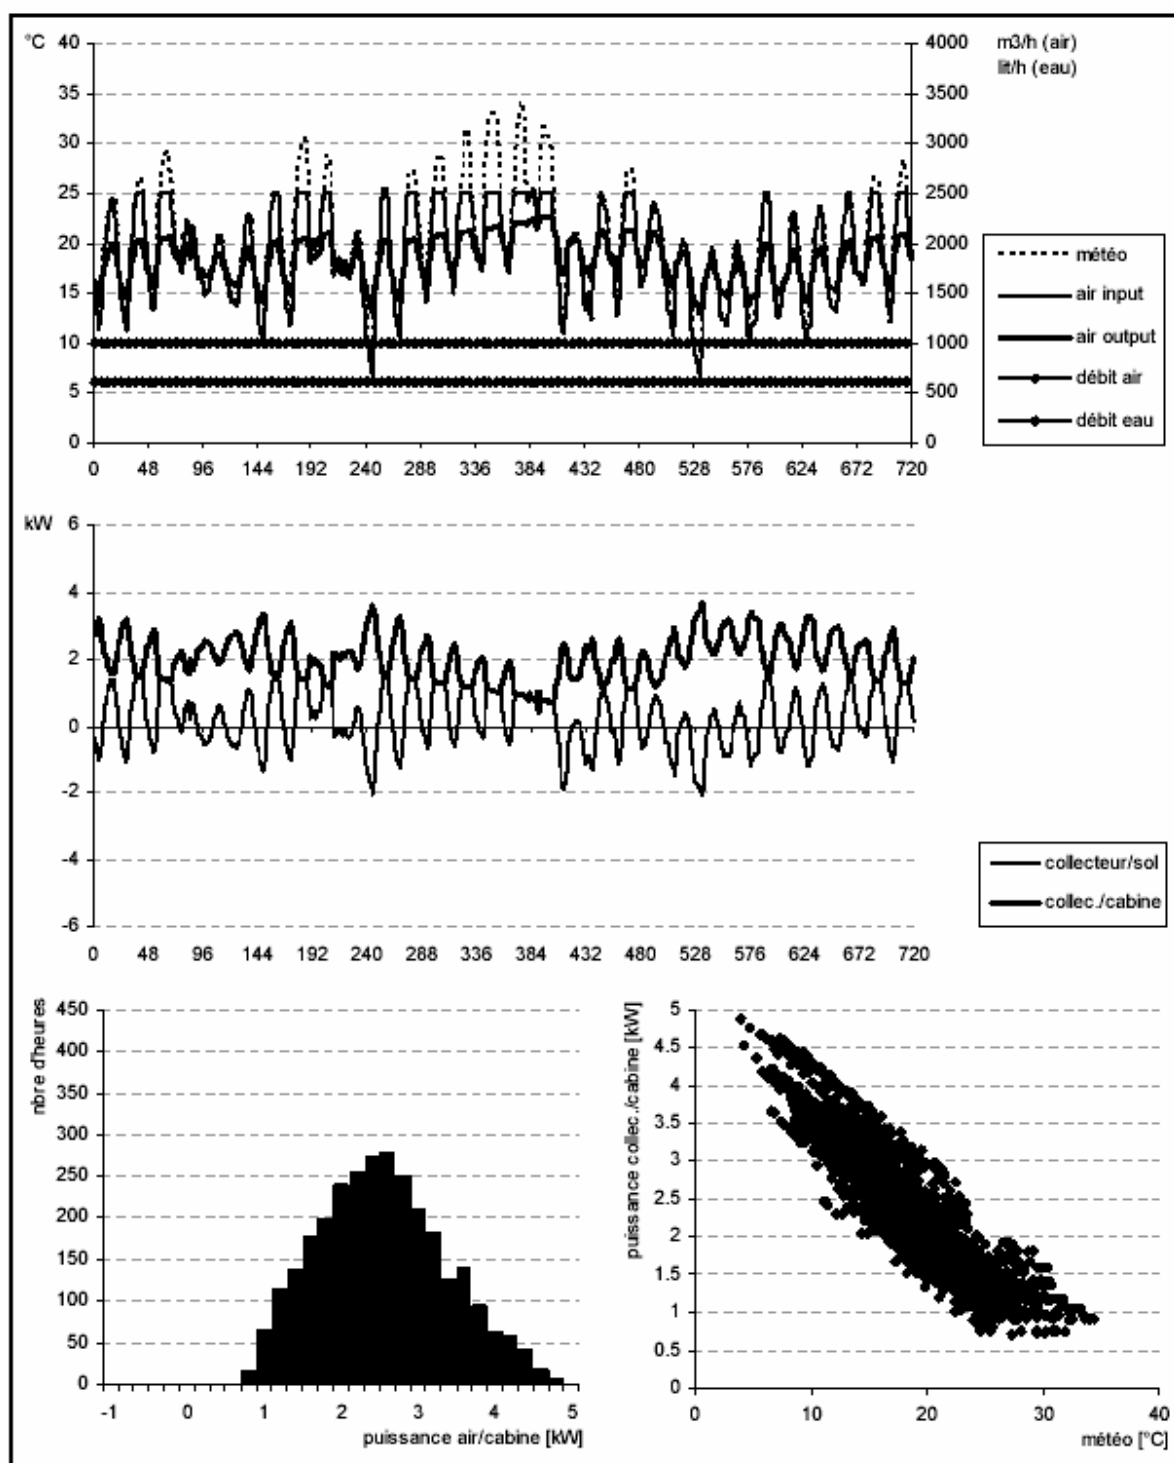 °C
40
35
30
25
20
15
10
5
0
4000
3500
3000
2500
2000
1500
1000
500
0
m3/h (air)
lit/h (eau)
0 48 96 144 192 240 288 336 384 432 480 528 576 624 672 720
météo
air input
air output
débit air
débit eau
kW
6
4
2
0
-2
-4
-6
0 48 96 144 192 240 288 336 384 432 480 528 576 624 672 720
collecteur/sol
collec./cabine
nbre d'heures
450
400
350
300
250
200
150
100
50
0
-1 0 1 2 3 4 5
puissance air/cabine [kW]
puissance collec./cabine [kW]
5
4.5
4
3.5
3
2.5
2
1.5
1
0.5
0
0 10 20 30 40
météo [°C]